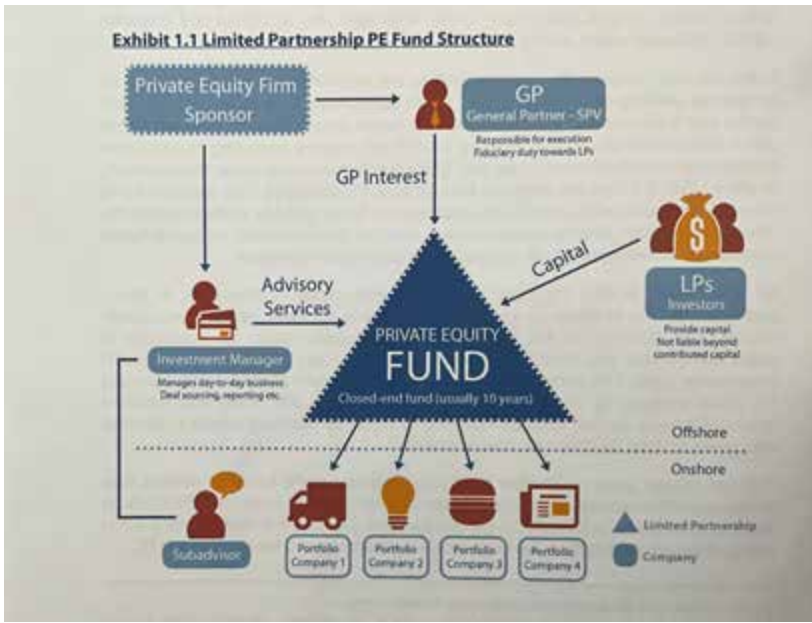 Exhibit 1.1 Limited Partnership PE Fund Structure
Private Equity Firm
Sponsor
GP
General Partner - SPV
Responsible for execution
Fiduciary duty towards LPs
GP Interest
Capital
$
LPs
Investors
Provide capital
Not liable beyond
contributed capital
Advisory
Services
Investment Manager
Manages day-to-day business
Deal sourcing, reporting etc.
PRIVATE EQUITY
FUND
Closed-end fund (usually 10 years)
Offshore
Onshore
Subadvisor
Portfolio
Company 1
Portfolio
Company 2
Portfolio
Company 3
Portfolio
Company 4
Limited Partnership
Company